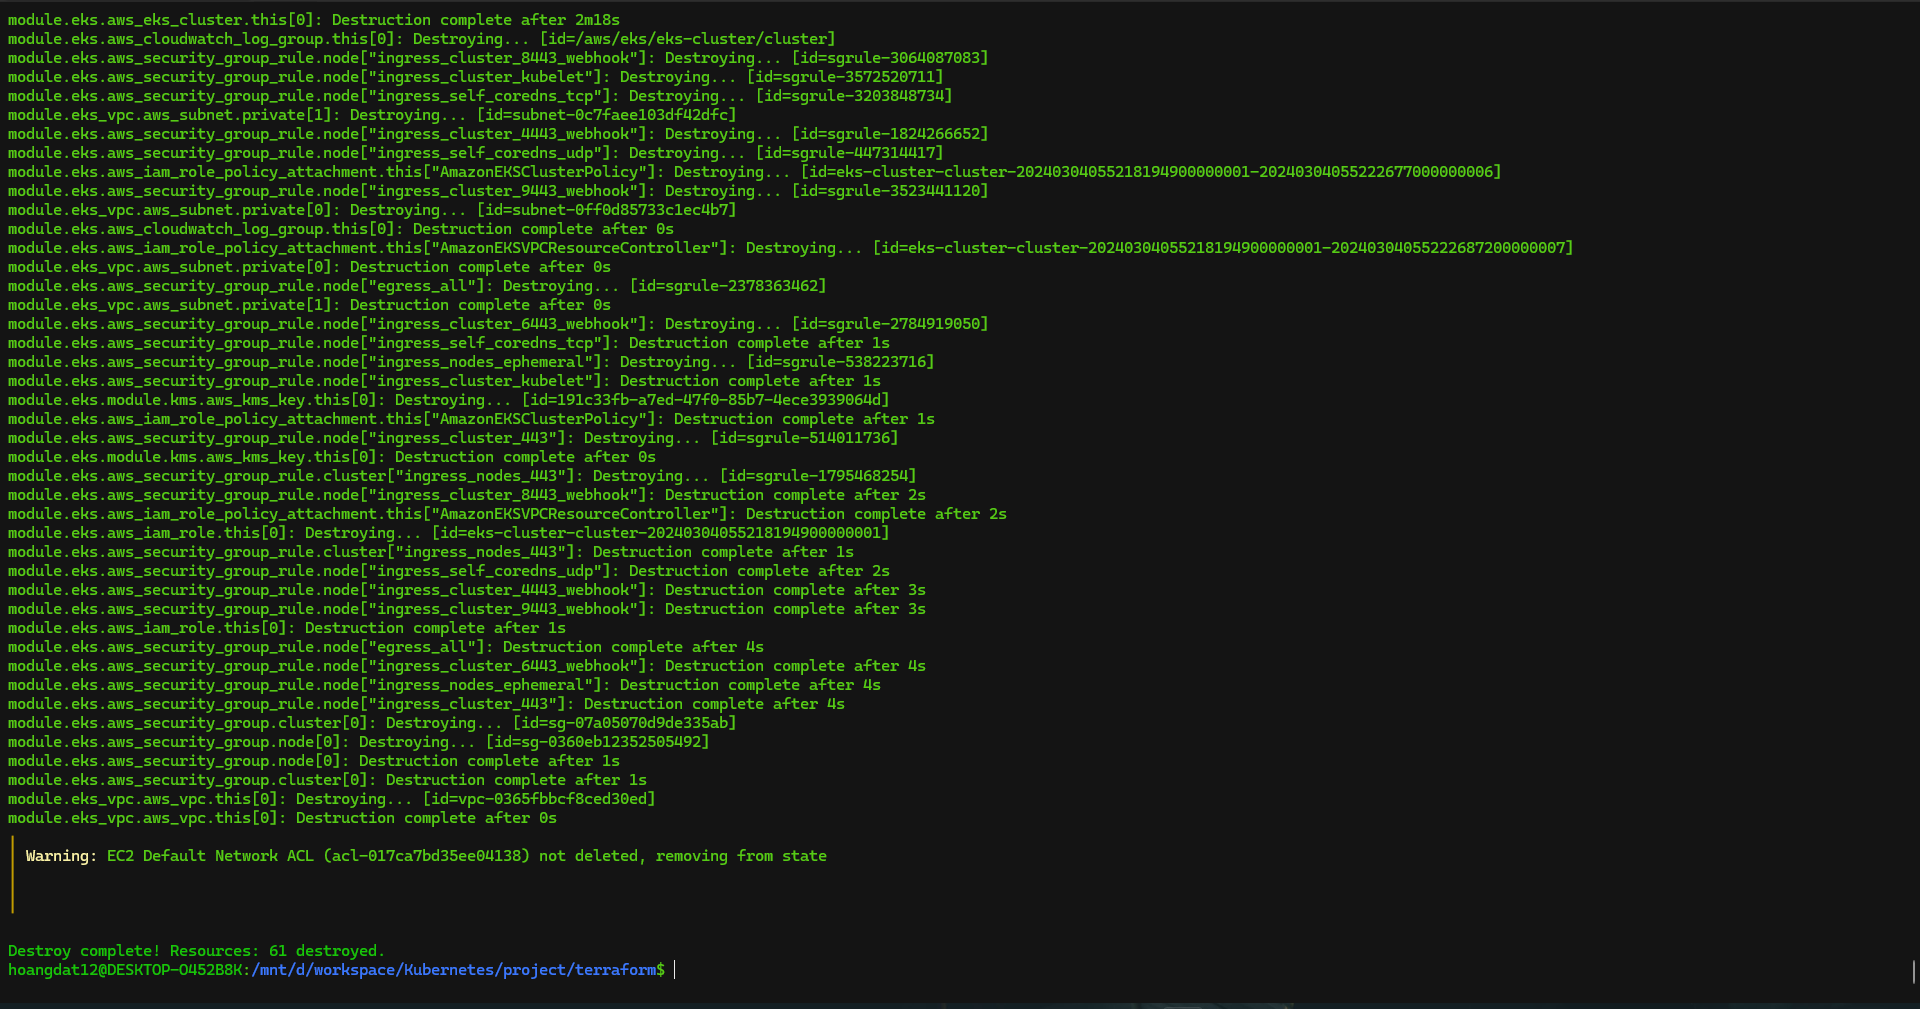 module.eks.aws_eks_cluster.this[0]: Destruction complete after 2m18s
module.eks.aws_cloudwatch_log_group.this[0]: Destroying... [id=/aws/eks/eks-cluster/cluster]
module.eks.aws_security_group_rule.node["ingress_cluster_8443_webhook"]: Destroying... [id=sgrule-3064087083]
module.eks.aws_security_group_rule.node["ingress_cluster_kubelet"]: Destroying... [id=sgrule-3572520711]
module.eks.aws_security_group_rule.node["ingress_self_coredns_tcp"]: Destroying... [id=sgrule-3203848734]
module.eks_vpc.aws_subnet.private[1]: Destroying... [id=subnet-0c7faee103df42dfc]
module.eks.aws_security_group_rule.node["ingress_cluster_4443_webhook"]: Destroying... [id=sgrule-1824266652]
module.eks.aws_security_group_rule.node["ingress_self_coredns_udp"]: Destroying... [id=sgrule-447314417]
module.eks.aws_iam_role_policy_attachment.this["AmazonEKSClusterPolicy"]: Destroying... [id=eks-cluster-cluster-20240304055218194900000001-20240304055222677000000006]
module.eks.aws_security_group_rule.node["ingress_cluster_9443_webhook"]: Destroying... [id=sgrule-3523441120]
module.eks_vpc.aws_subnet.private[0]: Destroying... [id=subnet-0ff0d85733c1ec4b7]
module.eks.aws_cloudwatch_log_group.this[0]: Destruction complete after 0s
module.eks.aws_iam_role_policy_attachment.this["AmazonEKSVPCResourceController"]: Destroying... [id=eks-cluster-cluster-20240304055218194900000001-20240304055222687200000007]
module.eks_vpc.aws_subnet.private[0]: Destruction complete after 0s
module.eks.aws_security_group_rule.node["egress_all"]: Destroying... [id=sgrule-2378363462]
module.eks_vpc.aws_subnet.private[1]: Destruction complete after 0s
module.eks.aws_security_group_rule.node["ingress_cluster_6443_webhook"]: Destroying... [id=sgrule-2784919050]
module.eks.aws_security_group_rule.node["ingress_self_coredns_tcp"]: Destruction complete after 1s
module.eks.aws_security_group_rule.node["ingress_nodes_ephemeral"]: Destroying... [id=sgrule-538223716]
module.eks.aws_security_group_rule.node["ingress_cluster_kubelet"]: Destruction complete after 1s
module.eks.module.kms.aws_kms_key.this[0]: Destroying... [id=191c33fb-a7ed-47f0-85b7-4ece3939064d]
module.eks.aws_iam_role_policy_attachment.this["AmazonEKSClusterPolicy"]: Destruction complete after 1s
module.eks.aws_security_group_rule.node["ingress_cluster_443"]: Destroying... [id=sgrule-514011736]
module.eks.module.kms.aws_kms_key.this[0]: Destruction complete after 0s
module.eks.aws_security_group_rule.cluster["ingress_nodes_443"]: Destroying... [id=sgrule-1795468254]
module.eks.aws_security_group_rule.node["ingress_cluster_8443_webhook"]: Destruction complete after 2s
module.eks.aws_iam_role_policy_attachment.this["AmazonEKSVPCResourceController"]: Destruction complete after 2s
module.eks.aws_iam_role.this[0]: Destroying... [id=eks-cluster-cluster-20240304055218194900000001]
module.eks.aws_security_group_rule.cluster["ingress_nodes_443"]: Destruction complete after 1s
module.eks.aws_security_group_rule.node["ingress_self_coredns_udp"]: Destruction complete after 2s
module.eks.aws_security_group_rule.node["ingress_cluster_4443_webhook"]: Destruction complete after 3s
module.eks.aws_security_group_rule.node["ingress_cluster_9443_webhook"]: Destruction complete after 3s
module.eks.aws_iam_role.this[0]: Destruction complete after 1s
module.eks.aws_security_group_rule.node["egress_all"]: Destruction complete after 4s
module.eks.aws_security_group_rule.node["ingress_cluster_6443_webhook"]: Destruction complete after 4s
module.eks.aws_security_group_rule.node["ingress_nodes_ephemeral"]: Destruction complete after 4s
module.eks.aws_security_group_rule.node["ingress_cluster_443"]: Destruction complete after 4s
module.eks.aws_security_group.cluster[0]: Destroying... [id=sg-07a05070d9de335ab]
module.eks.aws_security_group.node[0]: Destroying... [id=sg-0360eb12352505492]
module.eks.aws_security_group.node[0]: Destruction complete after 1s
module.eks.aws_security_group.cluster[0]: Destruction complete after 1s
module.eks_vpc.aws_vpc.this[0]: Destroying... [id=vpc-0365fbbcf8ced30ed]
module.eks_vpc.aws_vpc.this[0]: Destruction complete after 0s
Warning: EC2 Default Network ACL (acl-017ca7bd35ee04138) not deleted, removing from state
Destroy complete! Resources: 61 destroyed.
hoangdat12@DESKTOP-O452B8K:/mnt/d/workspace/Kubernetes/project/terraform$